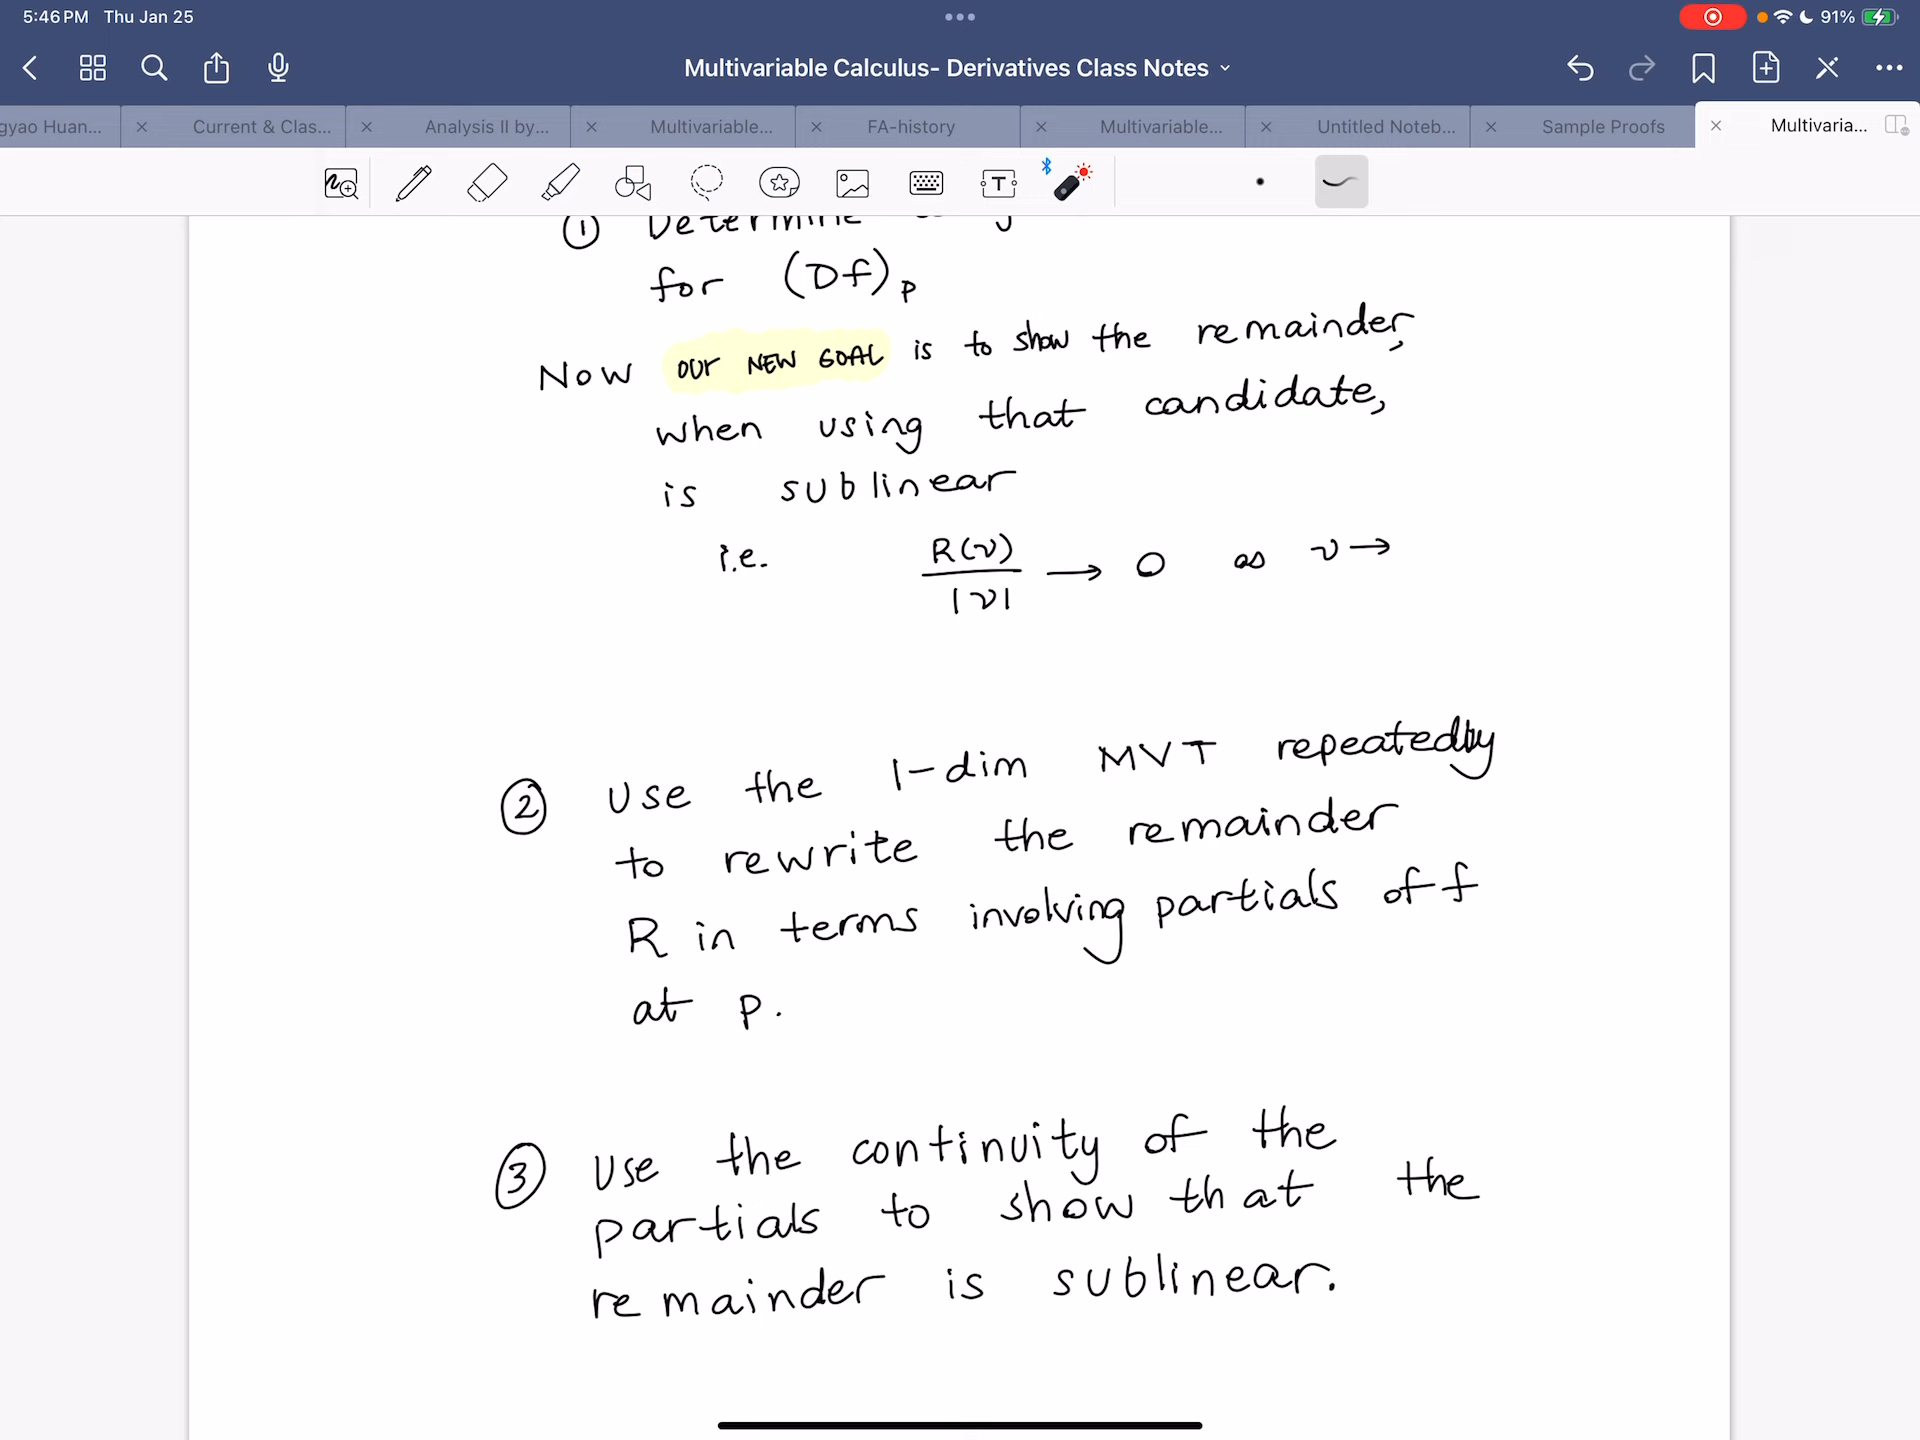 5:46 PM Thu Jan 25
91%
Multivariable Calculus- Derivatives Class Notes
gyao Huan... Current & Clas... Analysis II by... Multivariable... FA-history Multivariable... Untitled Noteb... Sample Proofs Multivaria...
① Determine
for (Df)p
Now our NEW GOAL is to show the remainder,
when using that candidate,
is sublinear
i.e. R(v)/|v| → 0 as v →
② Use the 1-dim MVT repeatedly
to rewrite the remainder
R in terms involving partials of f
at p.
③ Use the continuity of the
partials to show that the
remainder is sublinear.